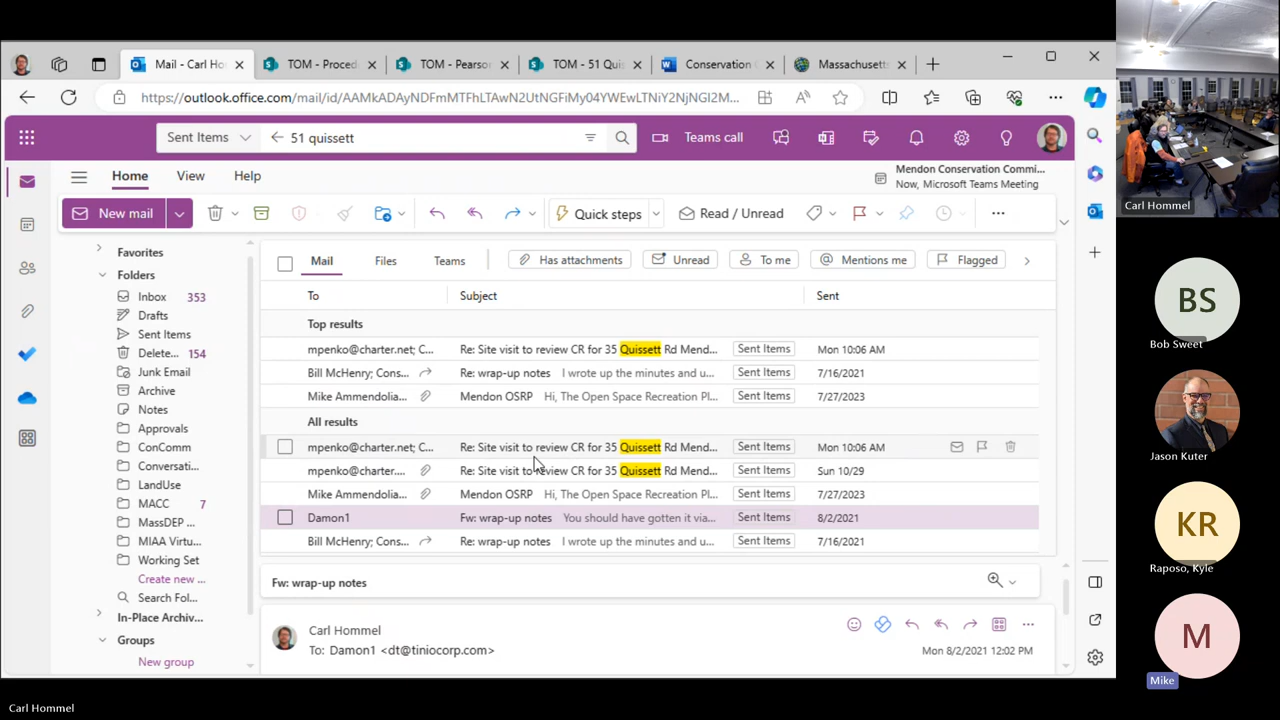 Mail - Carl Ho
TOM - Proced
TOM - Pearson
TOM - 51 Quis
Conservation
Massachusett
https://outlook.office.com/mail/id/AAMkADAyNDFmMTFhLTAwN2UtNGFiMy04YWEwLTNiY2NjNGI2M...
Sent Items
51 quissett
Teams call
Home
View
Help
Mendon Conservation Commi...
Now, Microsoft Teams Meeting
New mail
Quick steps
Read / Unread
Favorites
Folders
Inbox 353
Drafts
Sent Items
Delete... 154
Junk Email
Archive
Notes
Approvals
ConComm
Conversati...
LandUse
MACC 7
MassDEP ...
MIAA Virtu...
Working Set
Create new ...
Search Fol...
In-Place Archiv...
Groups
New group
Mail
Files
Teams
Has attachments
Unread
To me
Mentions me
Flagged
To Subject Sent
Top results
mpenko@charter.net; C... Re: Site visit to review CR for 35 Quissett Rd Mend... Sent Items Mon 10:06 AM
Bill McHenry; Cons... Re: wrap-up notes I wrote up the minutes and u... Sent Items 7/16/2021
Mike Ammendolia... Mendon OSRP Hi, The Open Space Recreation Pl... Sent Items 7/27/2023
All results
mpenko@charter.net; C... Re: Site visit to review CR for 35 Quissett Rd Mend... Sent Items Mon 10:06 AM
mpenko@charter.... Re: Site visit to review CR for 35 Quissett Rd Mend... Sent Items Sun 10/29
Mike Ammendolia... Mendon OSRP Hi, The Open Space Recreation Pl... Sent Items 7/27/2023
Damon1 Fw: wrap-up notes You should have gotten it via... Sent Items 8/2/2021
Bill McHenry; Cons... Re: wrap-up notes I wrote up the minutes and u... Sent Items 7/16/2021
Fw: wrap-up notes
Carl Hommel
To: Damon1 <dt@tiniocorp.com>
Mon 8/2/2021 12:02 PM
Carl Hommel
BS
Bob Sweet
Jason Kuter
KR
Raposo, Kyle
M
Mike
Carl Hommel